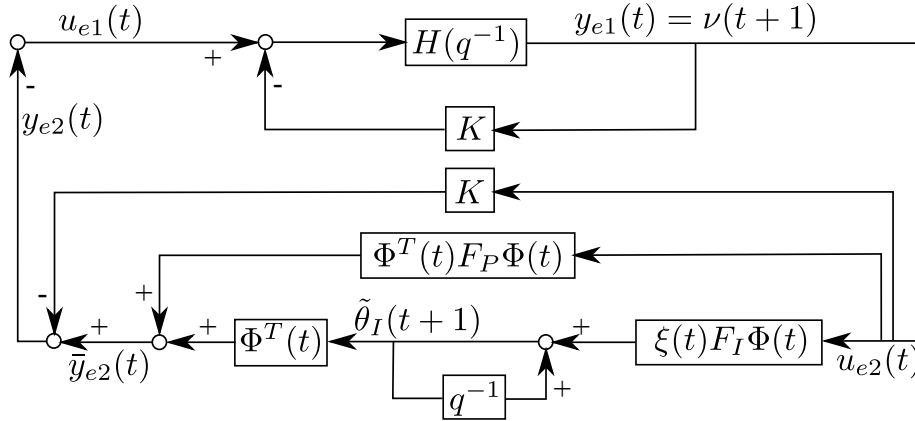 u_{e1}(t)
y_{e1}(t) = ν(t+1)
+
H(q^{-1})
-
-
y_{e2}(t)
K
K
Φ^T(t)F_PΦ(t)
-
+
+
+
θ̃_I(t+1)
+
Φ^T(t)
ξ(t)F_IΦ(t)
ȳ_{e2}(t)
u_{e2}(t)
q^{-1}
+